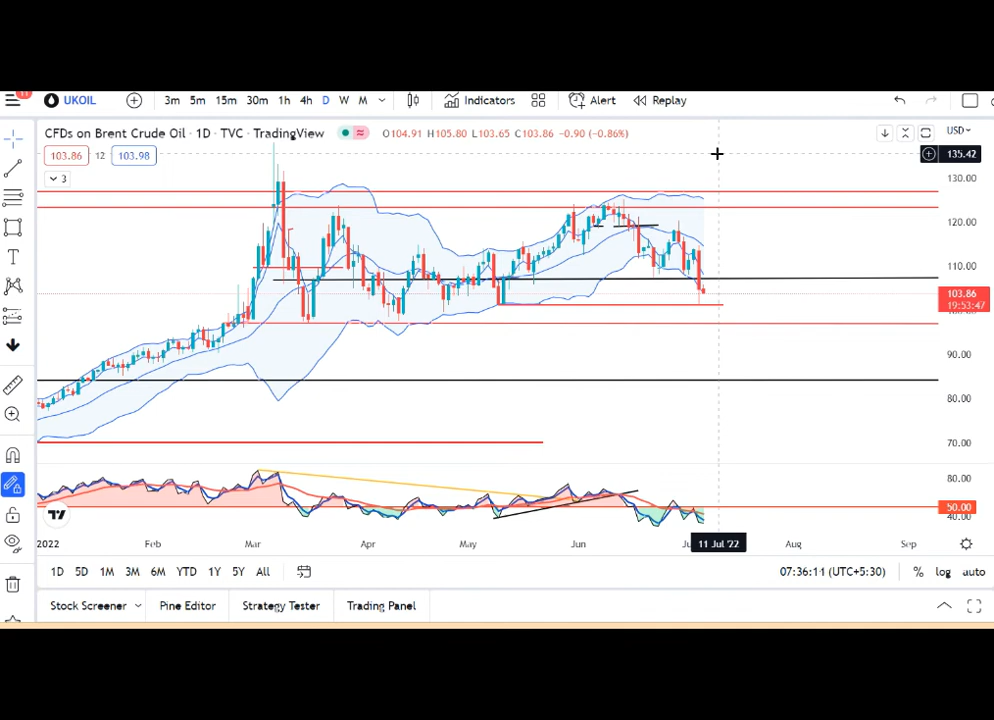 11
UKOIL 3m 5m 15m 30m 1h 4h D W M Indicators Alert Replay
CFDs on Brent Crude Oil · 1D · TVC · TradingView O104.91 H105.80 L103.65 C103.86 -0.90 (-0.86%) USD
103.86 12 103.98
135.42
3
130.00
120.00
110.00
103.86
19:53:47
90.00
80.00
70.00
80.00
50.00
40.00
2022 Feb Mar Apr May Jun 11 Jul '22 Aug Sep
1D 5D 1M 3M 6M YTD 1Y 5Y All 07:36:14 (UTC+5:30) % log auto
Stock Screener Pine Editor Strategy Tester Trading Panel